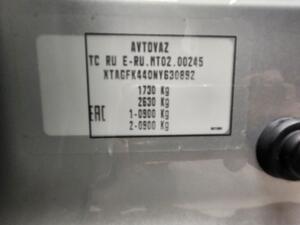 AVTOVAZ
TC RU E-RU.MT02.00245
XTAGFK440NY630892
1730 Kg
2630 Kg
EAC 1-0900 Kg
2-0900 Kg